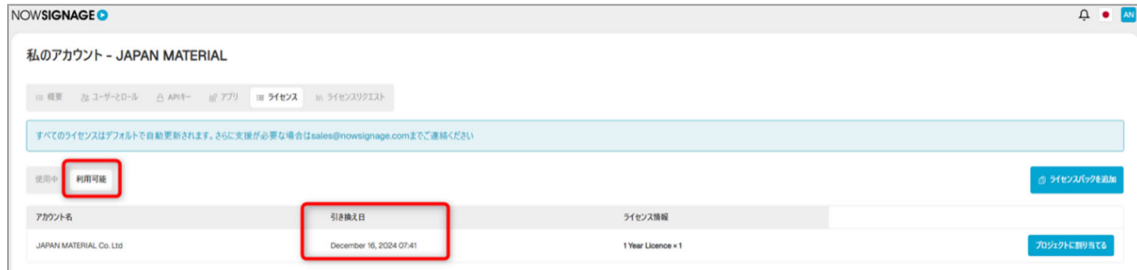 NOWSIGNAGE
AN
私のアカウント - JAPAN MATERIAL
概要 ユーザーとロール APIキー アプリ ライセンス ライセンスリクエスト
すべてのライセンスはデフォルトで自動更新されます。さらに支援が必要な場合はsales@nowsignage.comまでご連絡ください
使用中 利用可能 ライセンスパックを追加
アカウント名 引き換え日 ライセンス情報
JAPAN MATERIAL Co. Ltd December 16, 2024 07:41 1 Year Licence × 1 プロジェクトに割り当てる